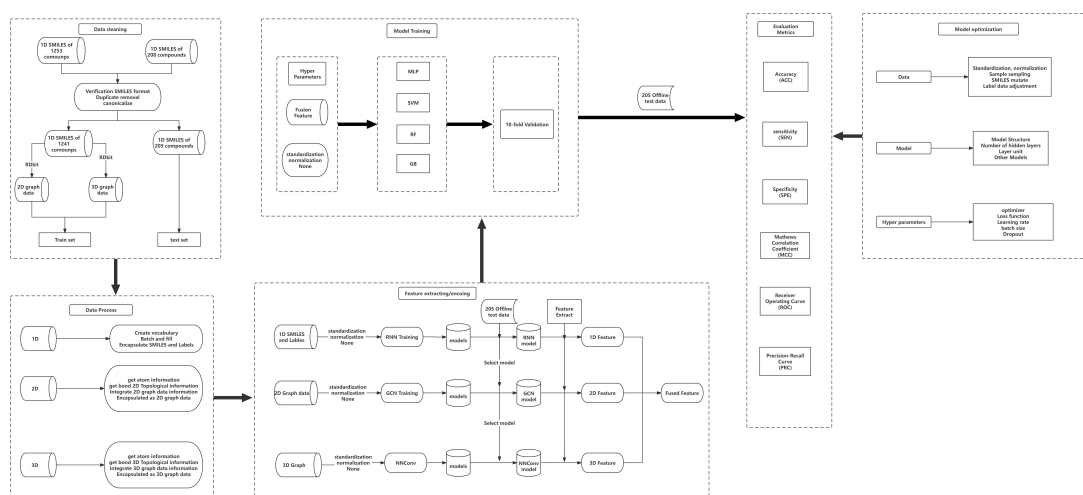 Data cleaning
1D SMILES of
1253
comounps
1D SMILES of
208 compounds
Verification SMILES format
Duplicate removal
canonicalize
1D SMILES of
1241
comounps
1D SMILES of
205 compounds
RDkit
RDkit
2D graph
data
3D graph
data
Train set
test set
Data Process
1D
Create vocabulary
Batch and fill
Encapsulate SMILES and Labels
2D
get atom information
get bond 2D Topological information
Integrate 2D graph data information
Encapsulated as 2D graph data
3D
get atom information
get bond 3D Topological information
Integrate 3D graph data information
Encapsulated as 3D graph data
Model Training
Hyper
Parameters
Fusion
Feature
standardization
normalization
None
MLP
SVM
RF
GB
10-fold Validation
205 Offline
test data
Feature extracting/encoing
205 Offline
test data
Feature
Extract
1D SMILES
and Lables
standardization
normalization
None
RNN Training
models
RNN
model
1D Feature
Select model
2D Graph data
standardization
normalization
None
GCN Training
models
GCN
model
2D Feature
Fused Feature
Select model
3D Graph
standardization
normalization
None
NNConv
models
NNConv
model
3D Feature
Evaluation
Metrics
Accuracy
(ACC)
sensitivity
(SEN)
Specificity
(SPE)
Mathews
Correlation
Coefficient
(MCC)
Receiver
Operating Curve
(ROC)
Precision-Recall
Curve
(PRC)
Model optimization
Data
Standardization, normalization
Sample sampling
SMILES mutate
Label data adjustment
Model
Model Structure
Number of hidden layers
Layer unit
Other Models
Hyper parameters
optimizer
Loss function
Learning rate
batch size
Dropout